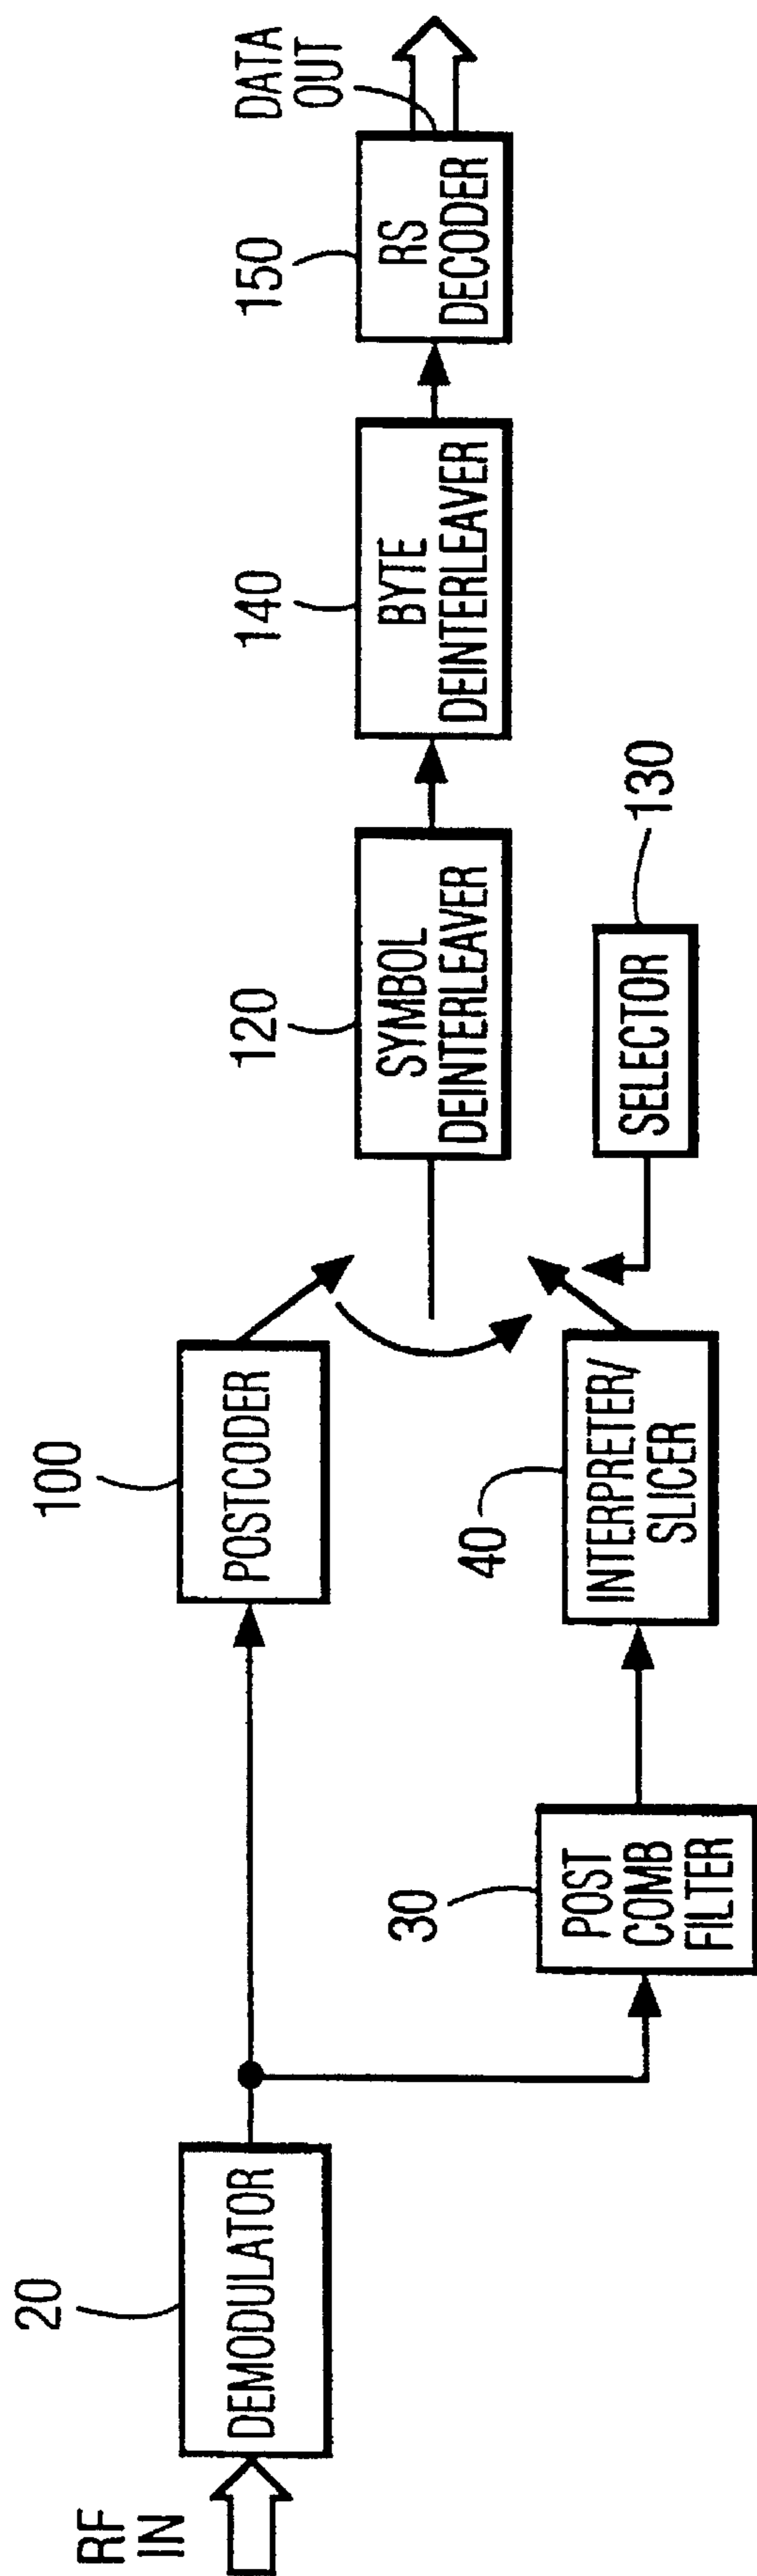 RF
IN
20
DEMODULATOR
100
POSTCODER
30
POST
COMB
FILTER
40
INTERPRETER/
SLICER
120
SYMBOL
DEINTERLEAVER
SELECTOR
130
140
BYTE
DEINTERLEAVER
150
RS
DECODER
DATA
OUT